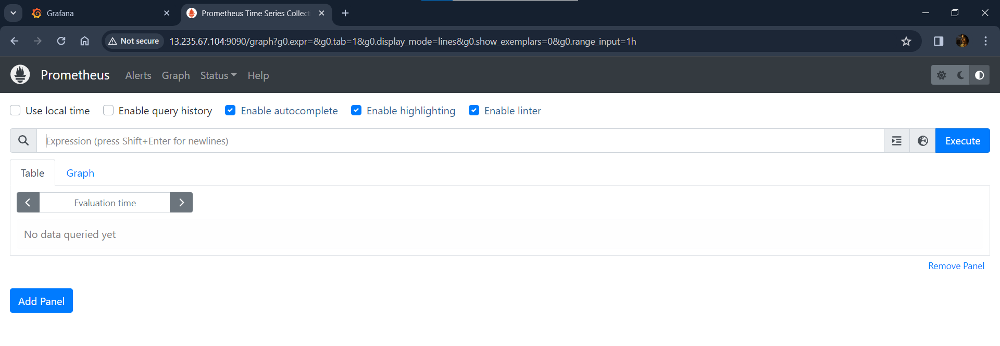 Grafana
Prometheus Time Series Collect
Not secure 13.235.67.104:9090/graph?g0.expr=&g0.tab=1&g0.display_mode=lines&g0.show_exemplars=0&g0.range_input=1h
Prometheus Alerts Graph Status Help
Use local time Enable query history Enable autocomplete Enable highlighting Enable linter
Expression (press Shift+Enter for newlines) Execute
Table Graph
Evaluation time
No data queried yet
Remove Panel
Add Panel